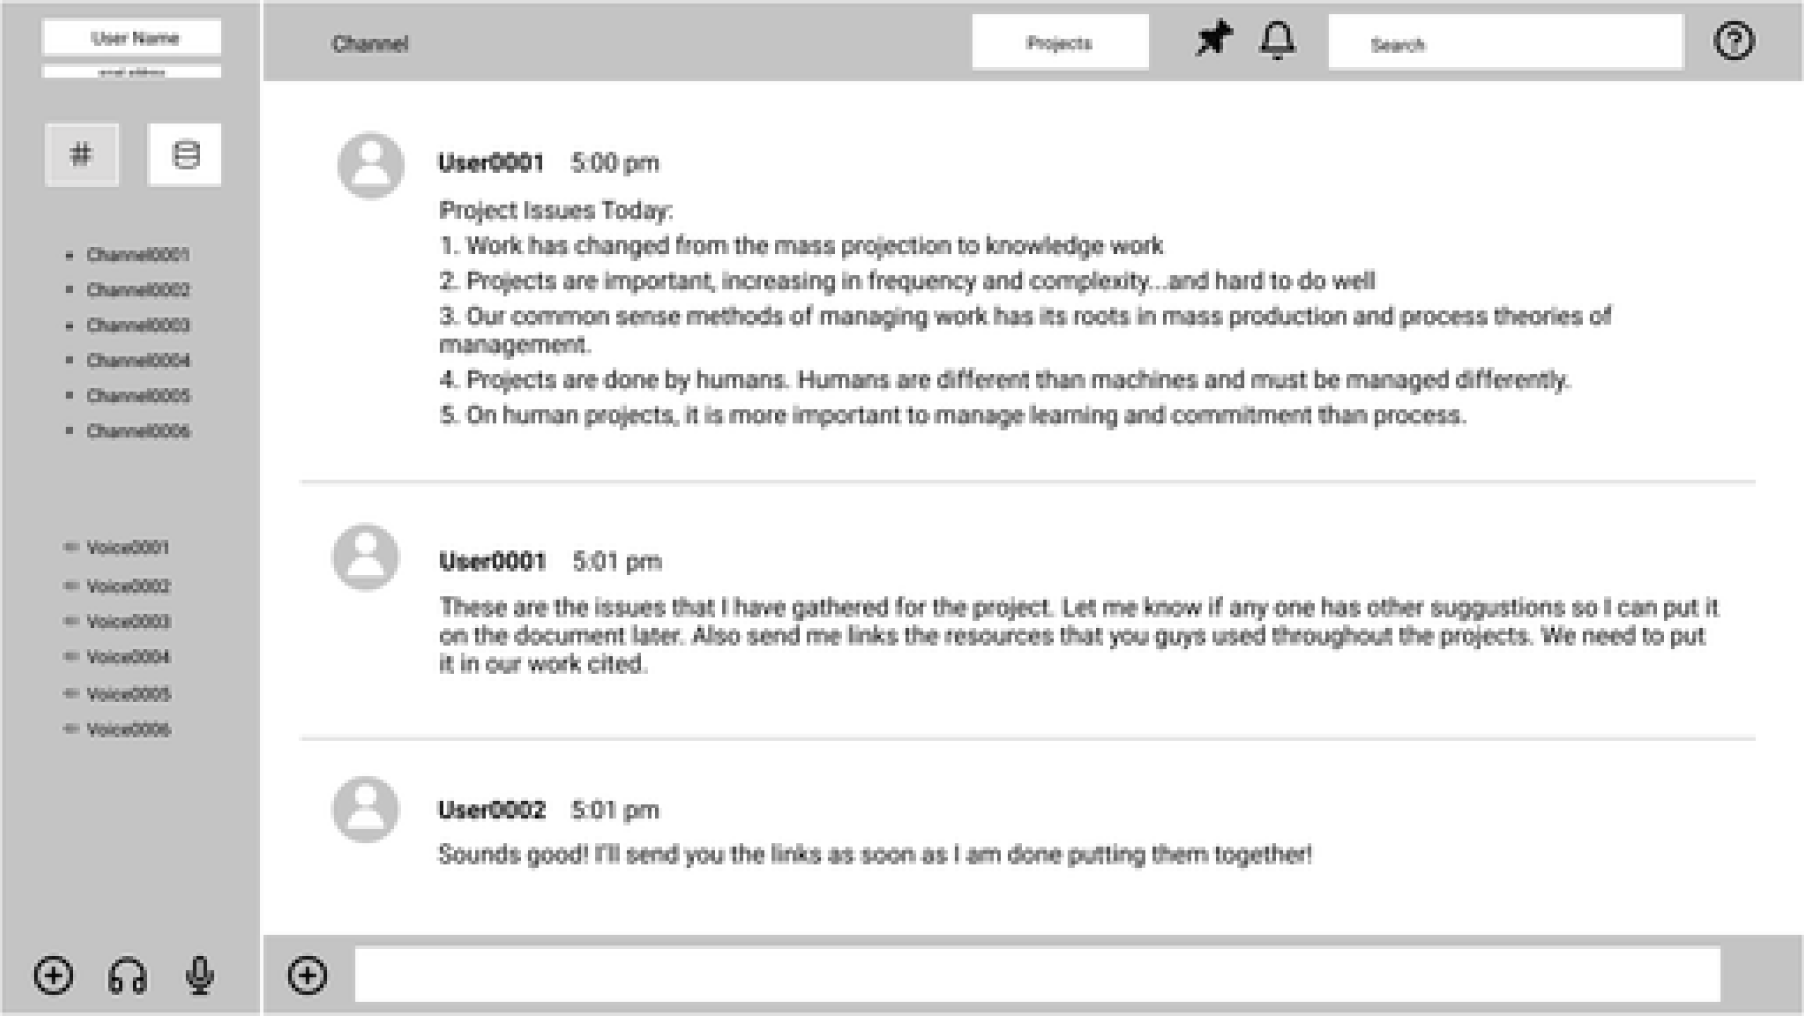 User Name
email address
#
Channel0001
Channel0002
Channel0003
Channel0004
Channel0005
Channel0006
Voice0001
Voice0002
Voice0003
Voice0004
Voice0005
Voice0006
Channel
Projects
Search
?
User0001 5:00 pm
Project Issues Today:
1. Work has changed from the mass projection to knowledge work
2. Projects are important, increasing in frequency and complexity...and hard to do well
3. Our common sense methods of managing work has its roots in mass production and process theories of
management.
4. Projects are done by humans. Humans are different than machines and must be managed differently.
5. On human projects, it is more important to manage learning and commitment than process.
User0001 5:01 pm
These are the issues that I have gathered for the project. Let me know if any one has other suggustions so I can put it
on the document later. Also send me links the resources that you guys used throughout the projects. We need to put
it in our work cited.
User0002 5:01 pm
Sounds good! I'll send you the links as soon as I am done putting them together!